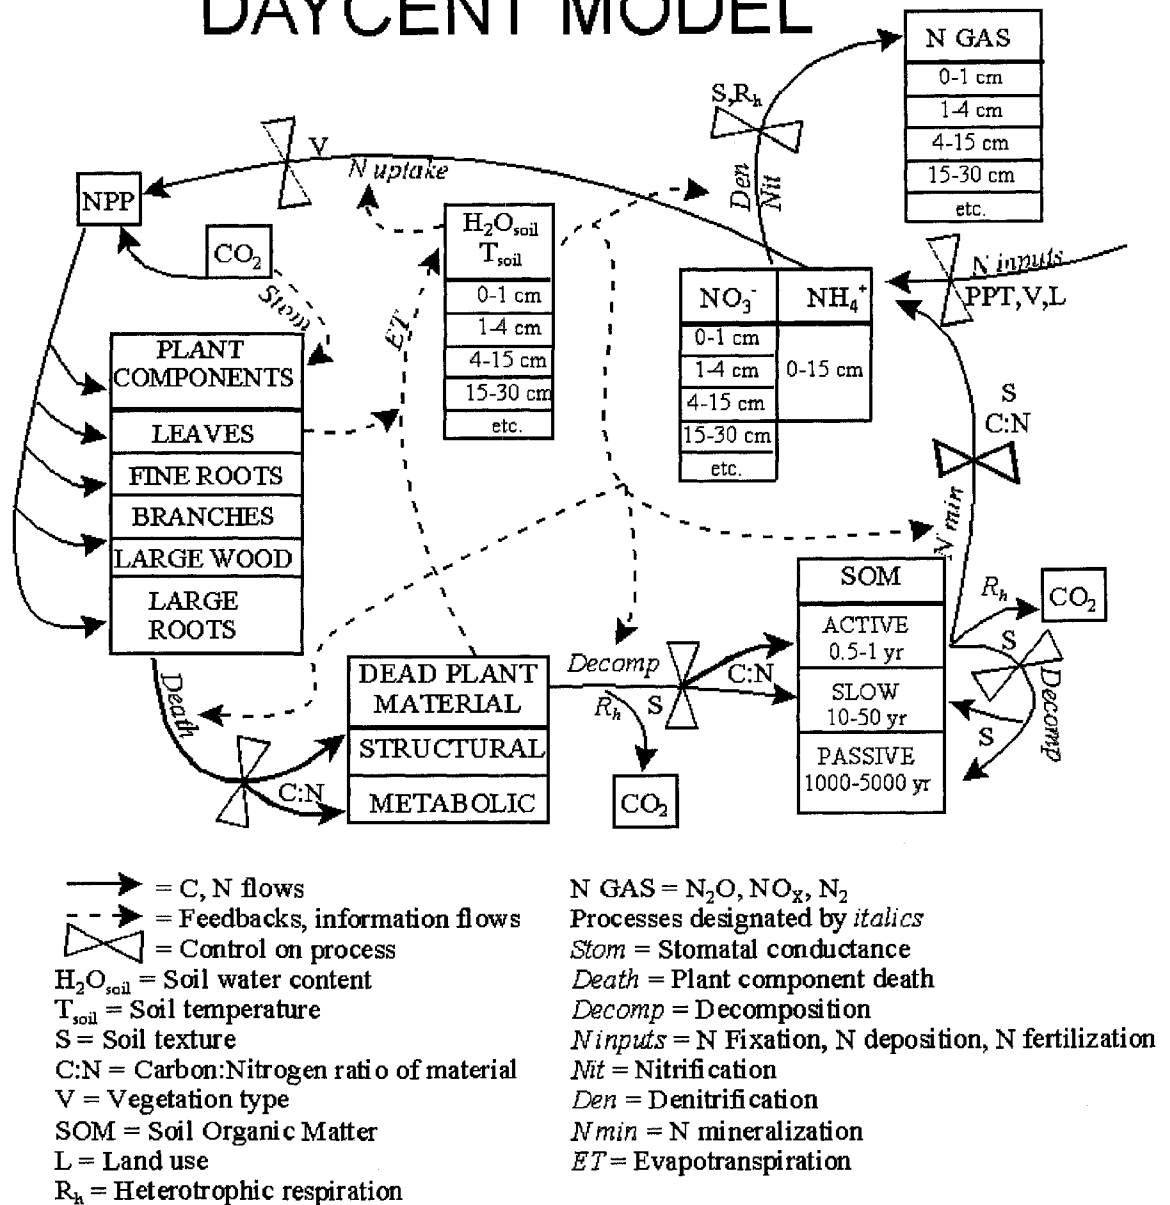 DAYCENT MODEL
N GAS
0-1 cm
1-4 cm
4-15 cm
15-30 cm
etc.
S,Rₕ
Den
Nit
V
N uptake
NPP
CO₂
Stom
H₂Osoil
Tsoil
0-1 cm
1-4 cm
4-15 cm
15-30 cm
etc.
ET
N inputs
PPT,V,L
NO₃⁻
NH₄⁺
0-1 cm
1-4 cm
4-15 cm
15-30 cm
etc.
0-15 cm
S
C:N
N min
PLANT
COMPONENTS
LEAVES
FINE ROOTS
BRANCHES
LARGE WOOD
LARGE
ROOTS
Death
C:N
DEAD PLANT
MATERIAL
STRUCTURAL
METABOLIC
Decomp
Rₕ
S
C:N
CO₂
SOM
ACTIVE
0.5-1 yr
SLOW
10-50 yr
PASSIVE
1000-5000 yr
Rₕ
CO₂
S
Decomp
S
= C, N flows
= Feedbacks, information flows
= Control on process
H₂Osoil = Soil water content
Tsoil = Soil temperature
S = Soil texture
C:N = Carbon:Nitrogen ratio of material
V = Vegetation type
SOM = Soil Organic Matter
L = Land use
Rₕ = Heterotrophic respiration
N GAS = N₂O, NOₓ, N₂
Processes designated by italics
Stom = Stomatal conductance
Death = Plant component death
Decomp = Decomposition
N inputs = N Fixation, N deposition, N fertilization
Nit = Nitrification
Den = Denitrification
N min = N mineralization
ET = Evapotranspiration